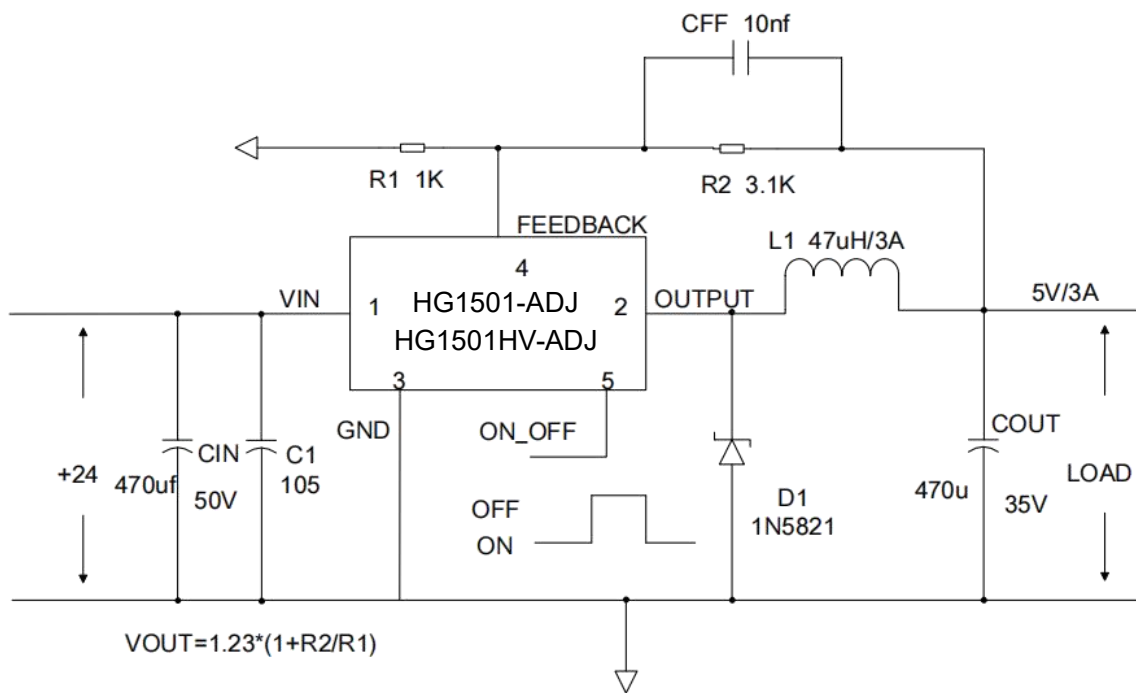 CFF 10nf
R1 1K
R2 3.1K
FEEDBACK
L1 47uH/3A
4
VIN
1
HG1501-ADJ
2
OUTPUT
5V/3A
HG1501HV-ADJ
3
5
GND
ON_OFF
COUT
+24
470uf
CIN
50V
C1
105
470u
35V
LOAD
D1
1N5821
OFF
ON
VOUT=1.23*(1+R2/R1)